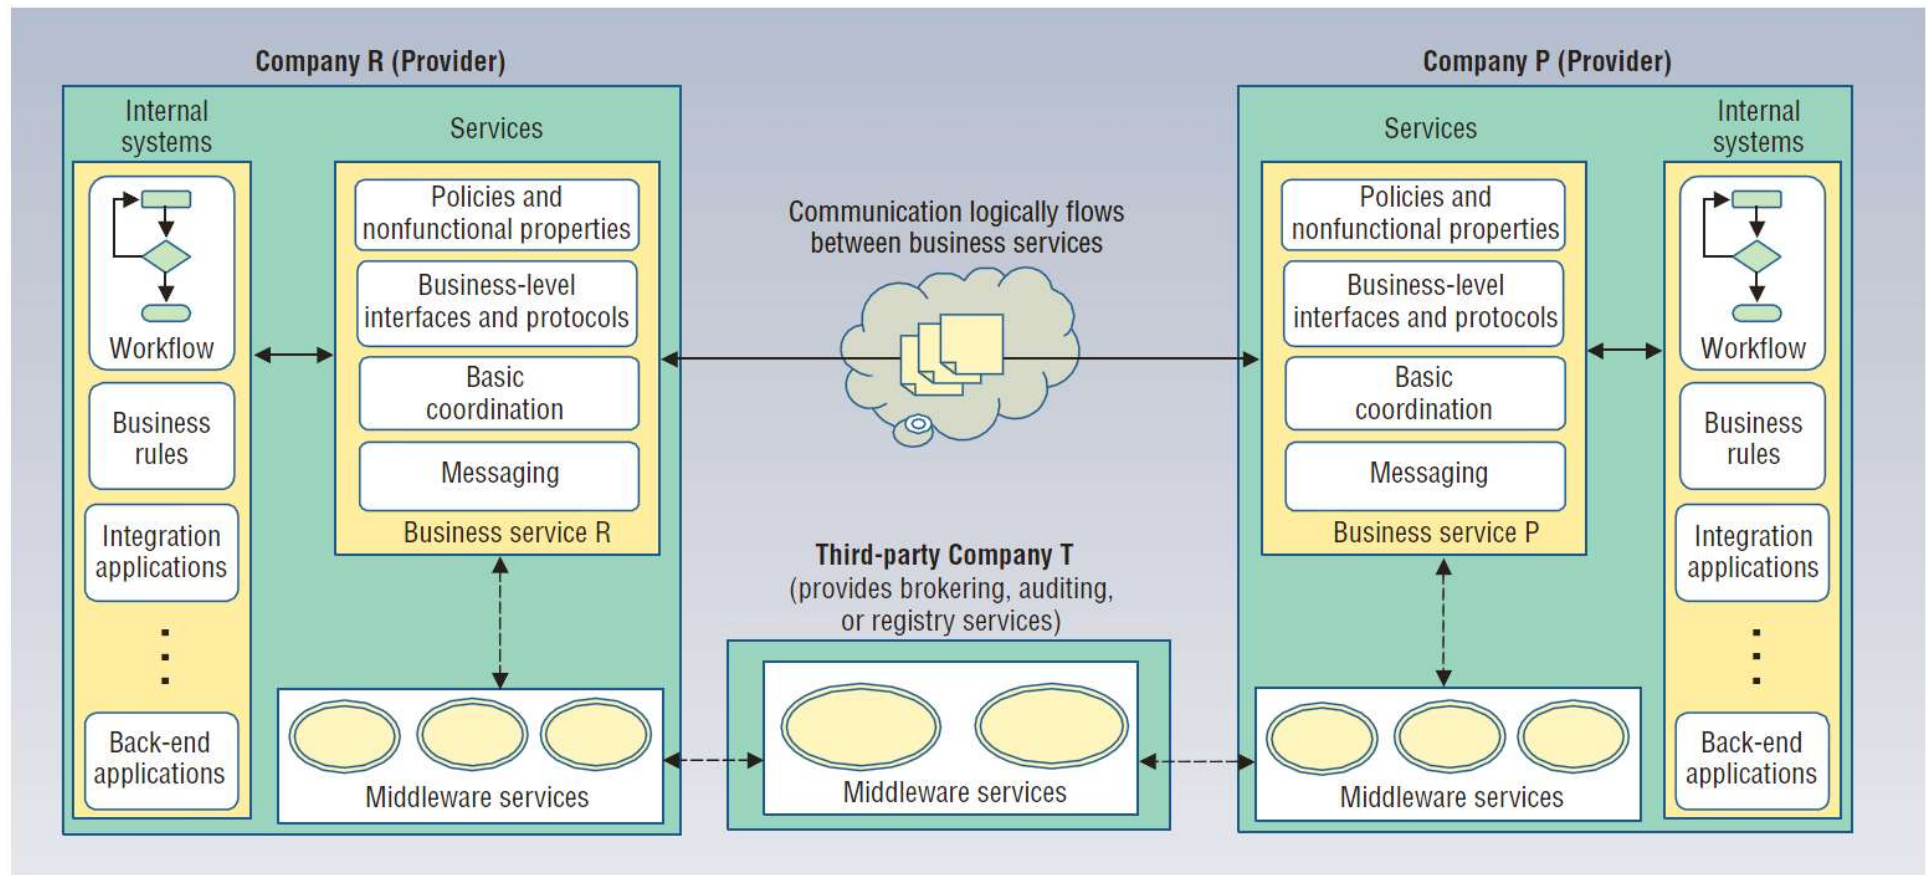 Company R (Provider)
Internal
systems
Services
Workflow
Business
rules
Integration
applications
Back-end
applications
Policies and
nonfunctional properties
Business-level
interfaces and protocols
Basic
coordination
Messaging
Business service R
Middleware services
Communication logically flows
between business services
Third-party Company T
(provides brokering, auditing,
or registry services)
Middleware services
Company P (Provider)
Services
Internal
systems
Policies and
nonfunctional properties
Business-level
interfaces and protocols
Basic
coordination
Messaging
Business service P
Middleware services
Workflow
Business
rules
Integration
applications
Back-end
applications